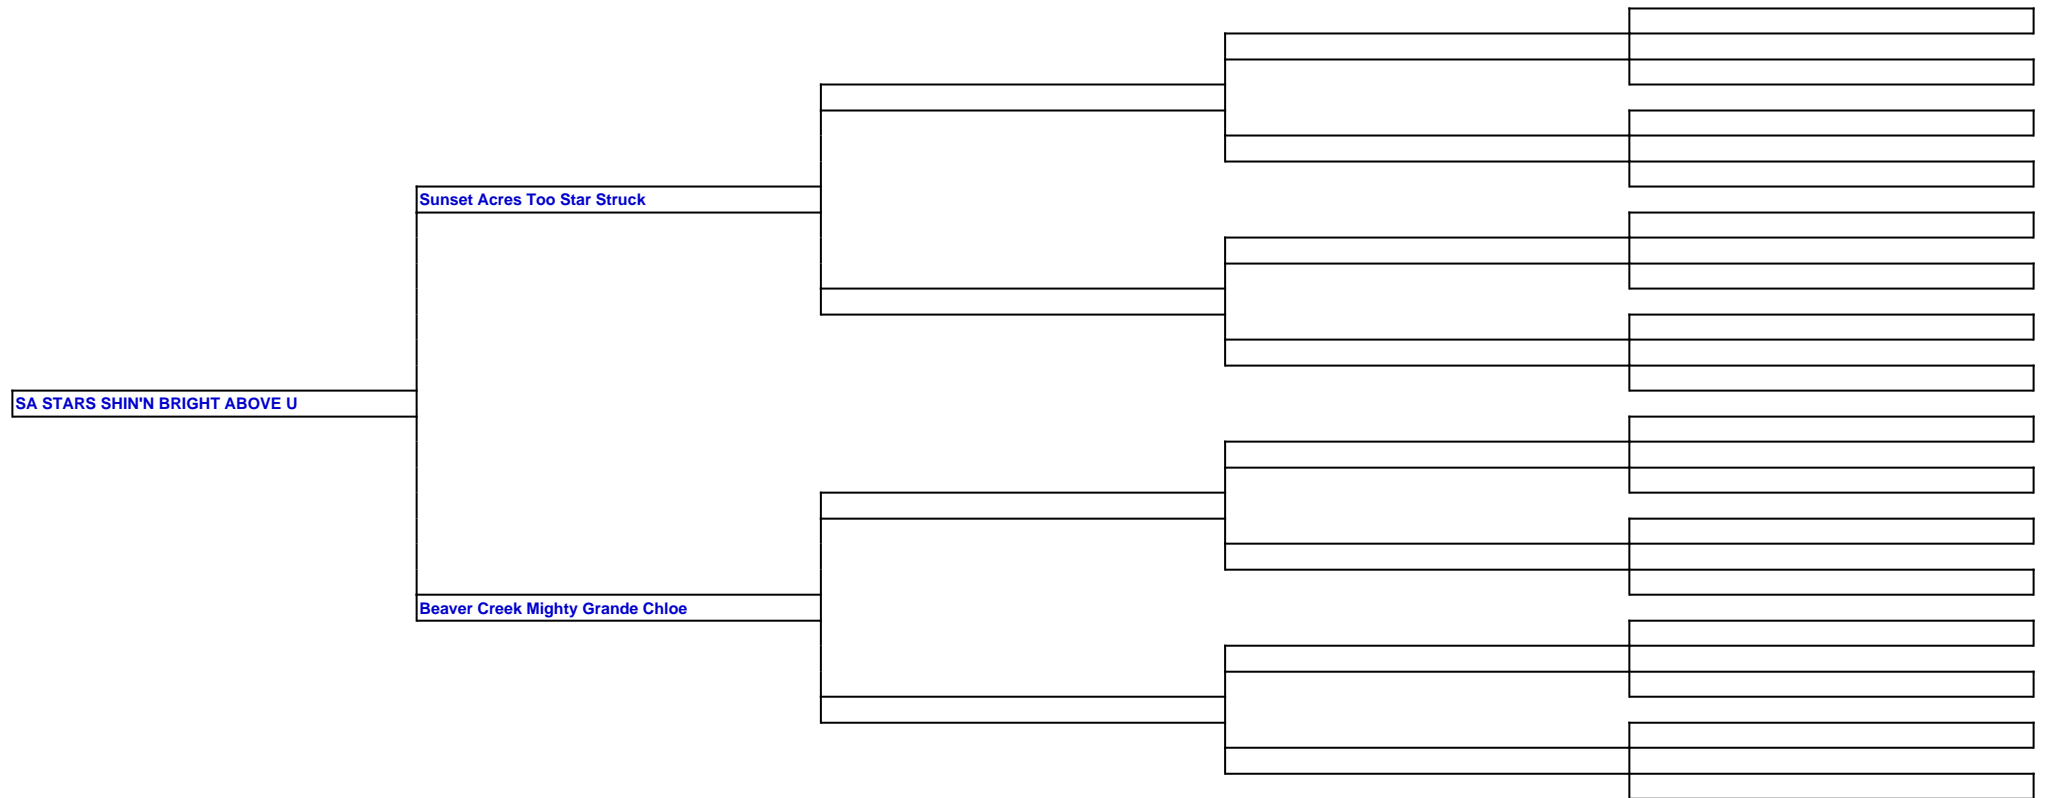 Sunset Acres Too Star Struck
SA STARS SHIN'N BRIGHT ABOVE U
Beaver Creek Mighty Grande Chloe